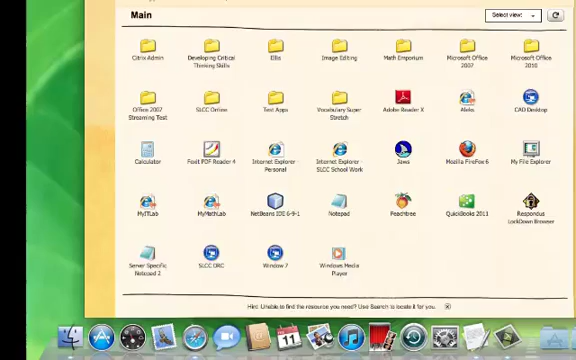 Main
Select view:
Citrix Admin
Developing Critical
Thinking Skills
Image Editing
Math Emporium
Microsoft Office
2007
Microsoft Office
2010
Office 2007
Streaming Test
SLCC Online
Test Apps
Vocabulary Super
Stretch
Adobe Reader X
Aleks
CAD Desktop
Calculator
Foxit PDF Reader 4
Internet Explorer -
Personal
Internet Explorer -
SLCC School Work
Jaws
Mozilla FireFox 6
My File Explorer
MyITLab
MyMathLab
NetBeans IDE 6-9-1
Notepad
Peachtree
QuickBooks 2011
Respondus
LockDown Browser
Server Specific
Notepad 2
SLCC DRC
Window 7
Windows Media
Player
Hint: Unable to find the resource you need? Use Search to locate it for you.
11